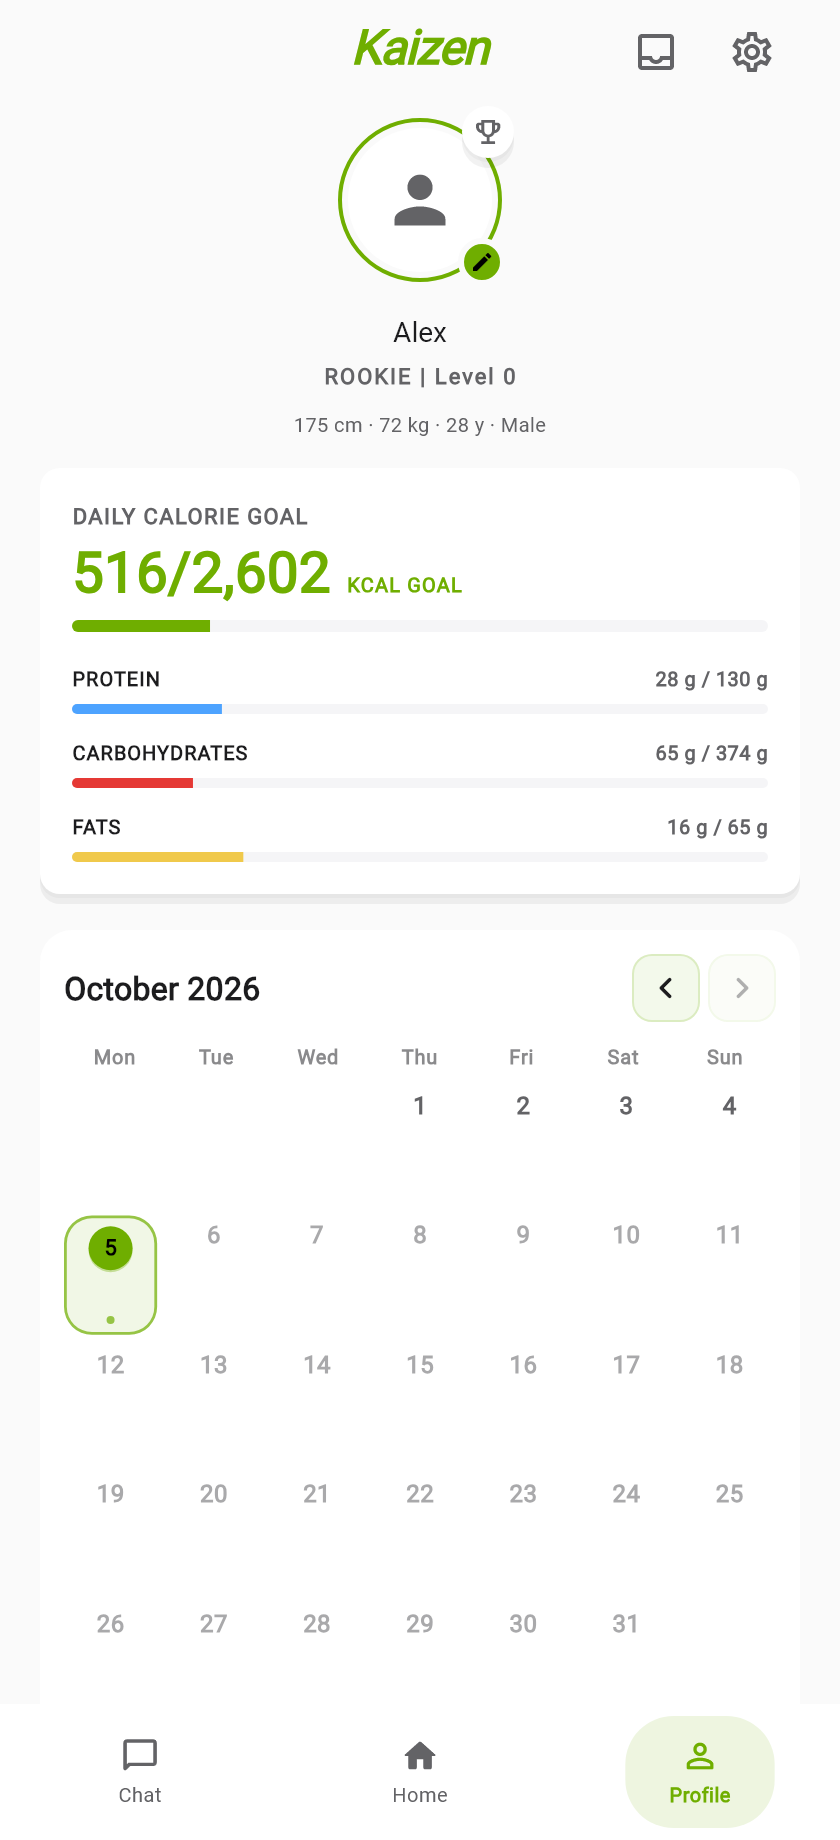 Kaizen
Alex
ROOKIE | Level 0
175 cm · 72 kg · 28 y · Male
DAILY CALORIE GOAL
516/2,602 KCAL GOAL
PROTEIN 28 g / 130 g
CARBOHYDRATES 65 g / 374 g
FATS 16 g / 65 g
October 2026
Mon Tue Wed Thu Fri Sat Sun
1 2 3 4
5 6 7 8 9 10 11
12 13 14 15 16 17 18
19 20 21 22 23 24 25
26 27 28 29 30 31
Chat Home Profile